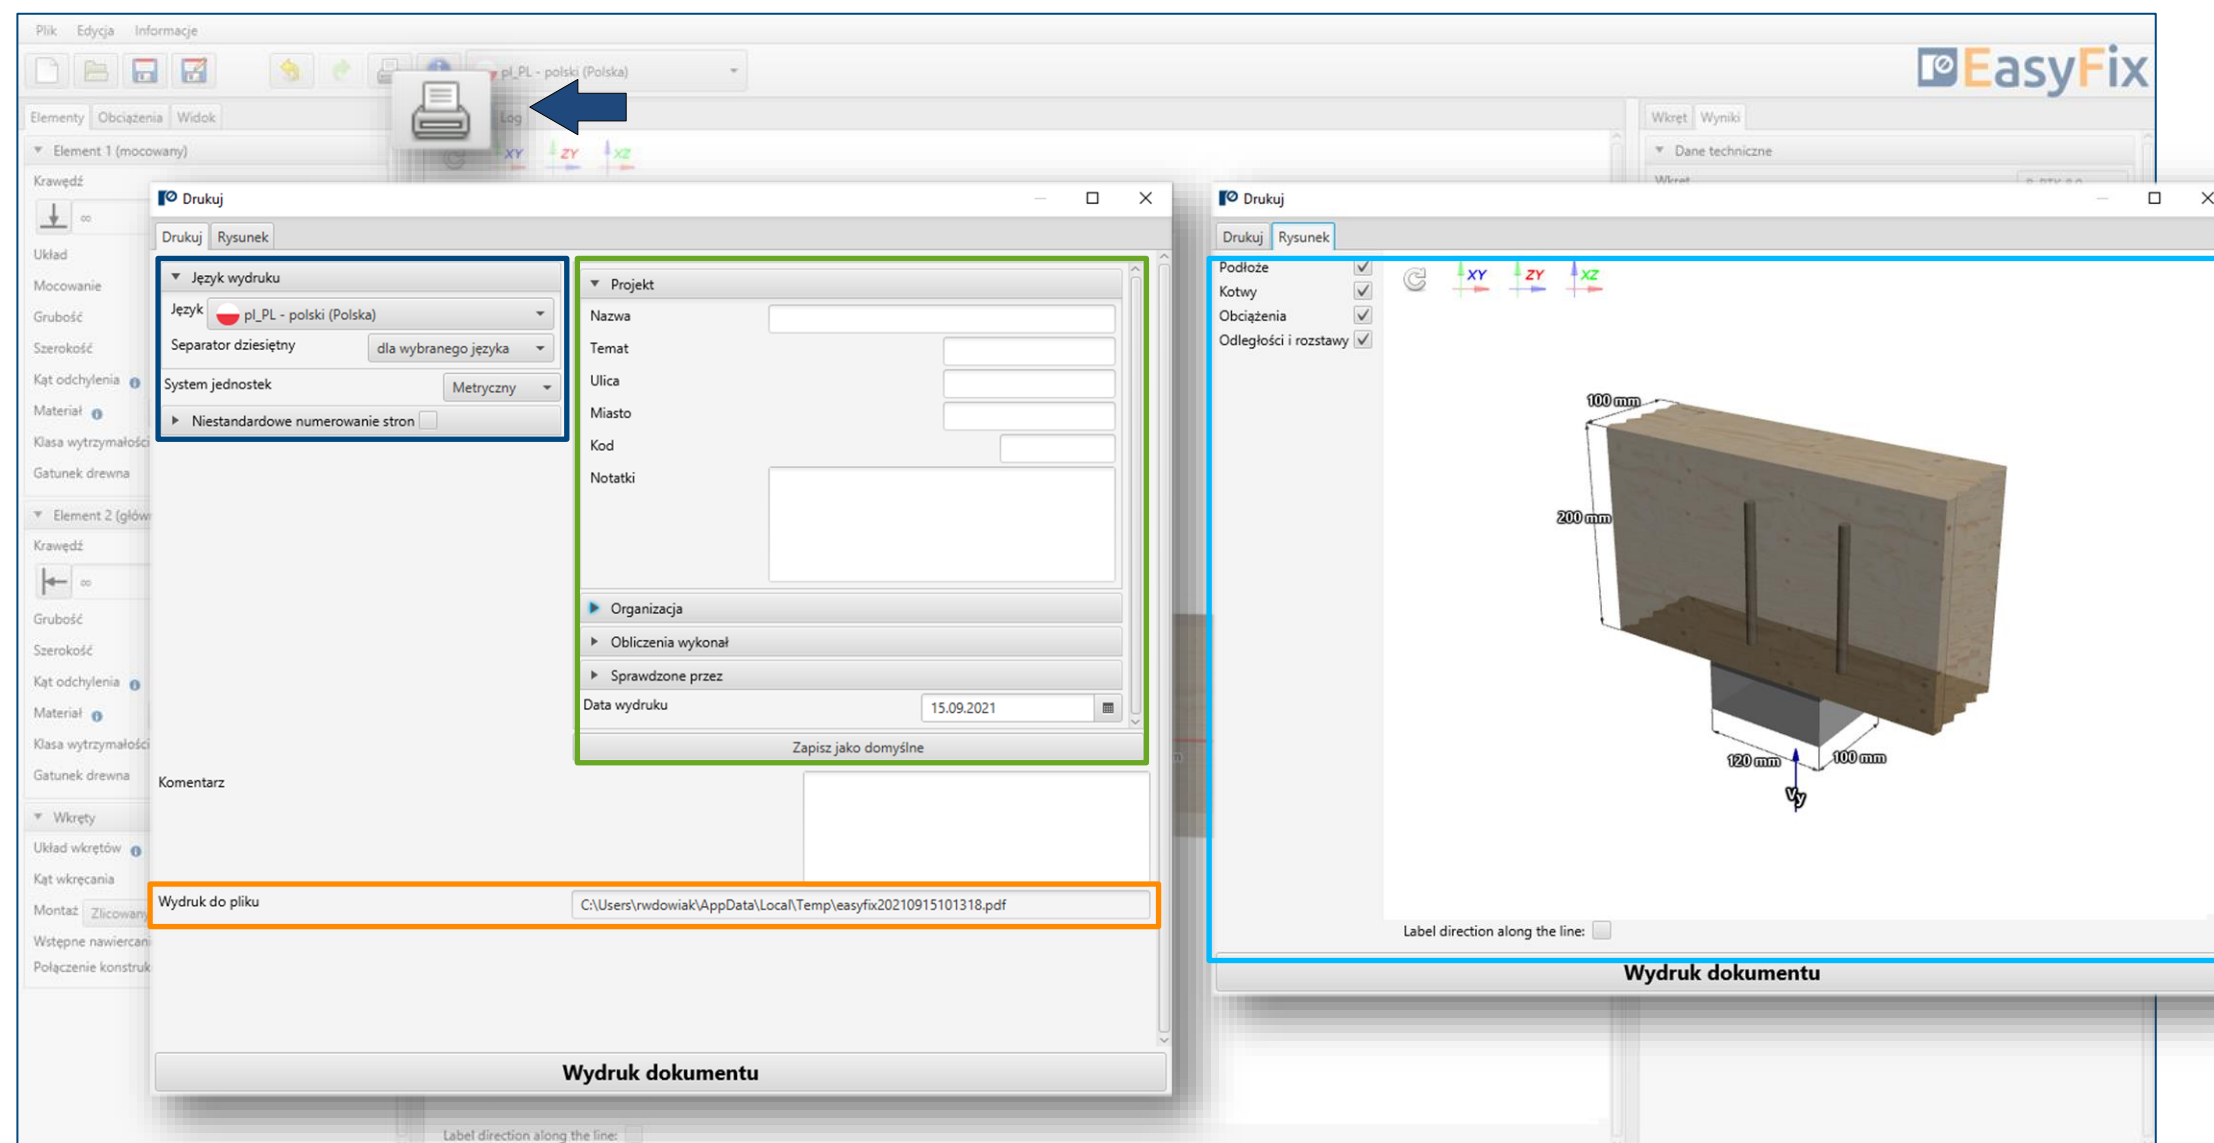 Plik Edycja Informacje
pl_PL - polski (Polska)
EasyFix
Elementy Obciążenia Widok
Log
Wkręt Wyniki
Element 1 (mocowany)
XY ZY XZ
Dane techniczne
Krawędź
Wkręt
∞
Układ
Mocowanie
Grubość
Szerokość
Kąt odchylenia
Materiał
Klasa wytrzymałości
Gatunek drewna
Element 2 (główn
Krawędź
∞
Grubość
Szerokość
Kąt odchylenia
Materiał
Klasa wytrzymałości
Gatunek drewna
Wkręty
Układ wkrętów
Kąt wkręcania
Montaż Zlicowany
Wstępne nawiercani
Połączenie konstruk
Label direction along the line:
Drukuj
Drukuj Rysunek
Język wydruku
Język pl_PL - polski (Polska)
Separator dziesiętny dla wybranego języka
System jednostek Metryczny
Niestandardowe numerowanie stron
Projekt
Nazwa
Temat
Ulica
Miasto
Kod
Notatki
Organizacja
Obliczenia wykonał
Sprawdzone przez
Data wydruku 15.09.2021
Zapisz jako domyślne
Komentarz
Wydruk do pliku C:\Users\rwdowiak\AppData\Local\Temp\easyfix20210915101318.pdf
Wydruk dokumentu
Drukuj
Drukuj Rysunek
Podłoże
Kotwy
Obciążenia
Odległości i rozstawy
XY ZY XZ
100 mm
200 mm
120 mm
100 mm
Vy
Label direction along the line:
Wydruk dokumentu